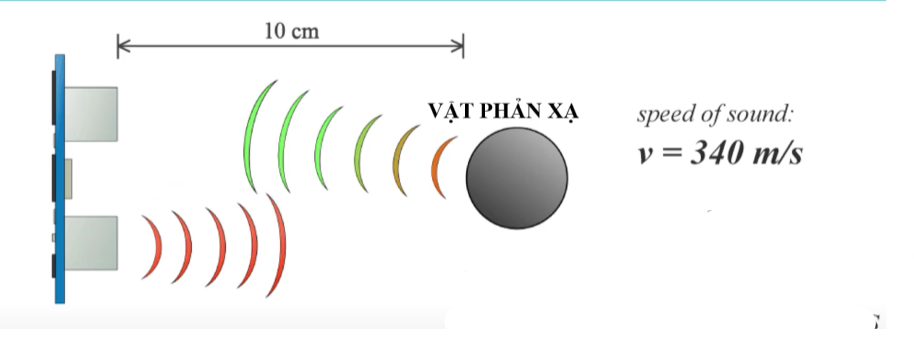 10 cm
VẬT PHẢN XẠ
speed of sound:
v = 340 m/s